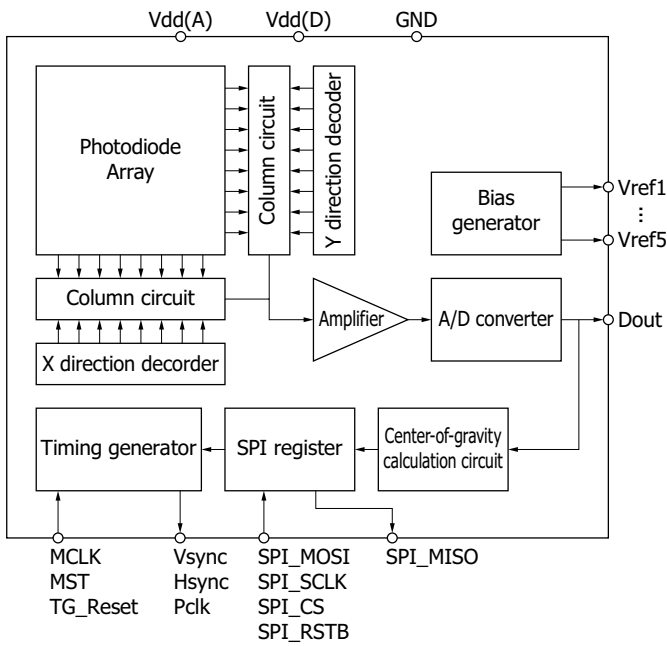 Vdd(A)
Vdd(D)
GND
Photodiode
Array
Column circuit
Y direction decoder
Bias
generator
Vref1
⋮
Vref5
Column circuit
Amplifier
A/D converter
Dout
X direction decorder
Timing generator
SPI register
Center-of-gravity
calculation circuit
MCLK
MST
TG_Reset
Vsync
Hsync
Pclk
SPI_MOSI
SPI_SCLK
SPI_CS
SPI_RSTB
SPI_MISO